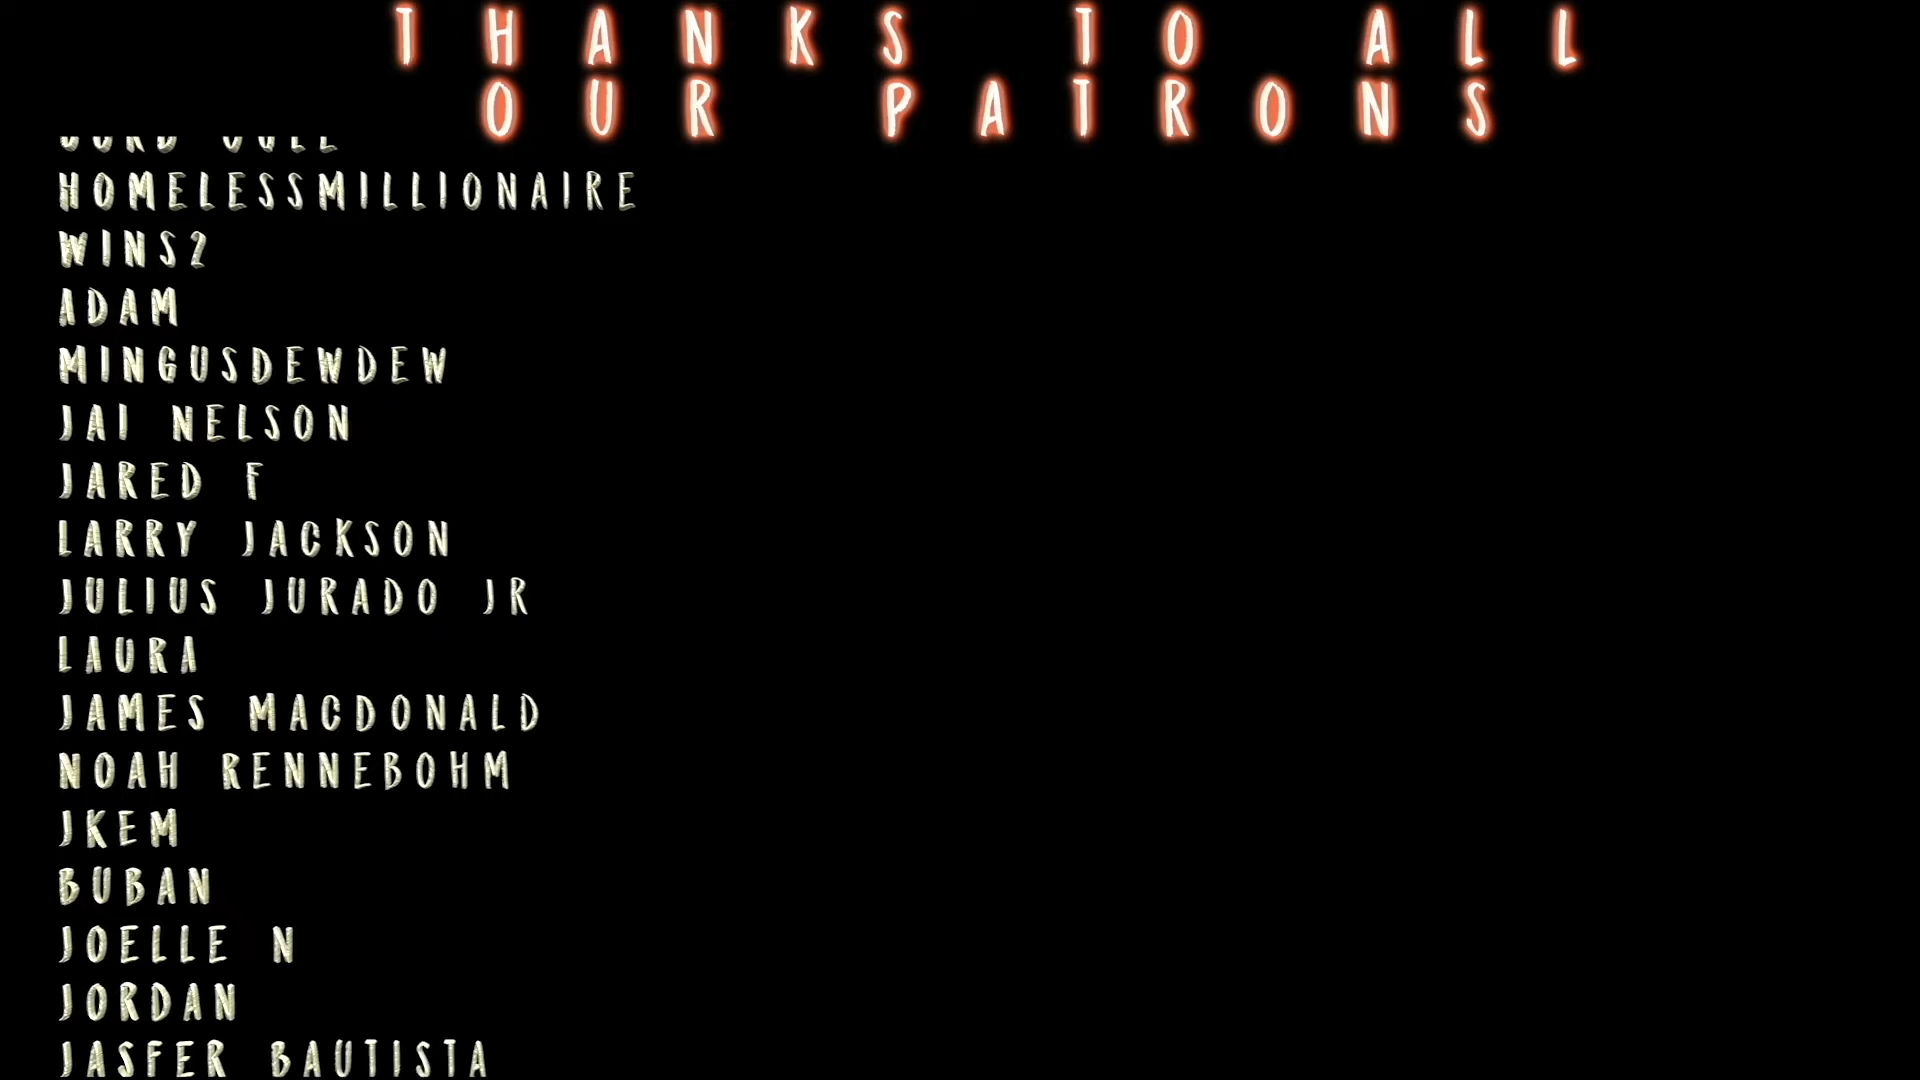 THANKS TO ALL
OUR PATRONS
HOMELESSMILLIONAIRE
WINS2
ADAM
MINGUSDEWDEW
JAI NELSON
JARED F
LARRY JACKSON
JULIUS JURADO JR
LAURA
JAMES MACDONALD
NOAH RENNEBOHM
JKEM
BUBAN
JOELLE N
JORDAN
JASFER BAUTISTA